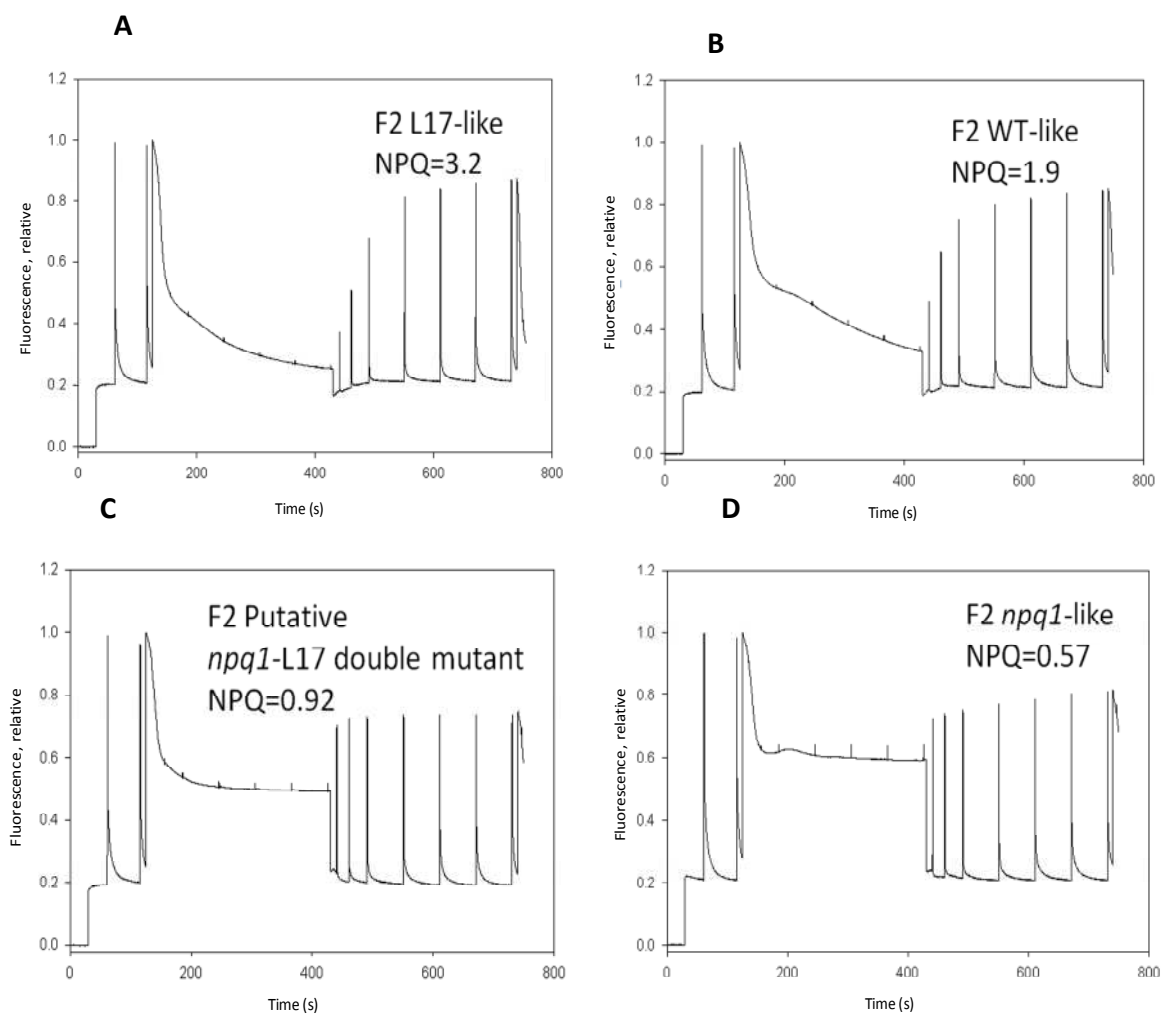 A
1.2
1.0
0.8
0.6
0.4
0.2
0.0
Fluorescence, relative
F2 L17-like
NPQ=3.2
0 200 400 600 800
Time (s)
B
1.2
1.0
0.8
0.6
0.4
0.2
0.0
Fluorescence, relative
F2 WT-like
NPQ=1.9
0 200 400 600 800
Time (s)
C
1.2
1.0
0.8
0.6
0.4
0.2
0.0
Fluorescence, relative
F2 Putative
npq1-L17 double mutant
NPQ=0.92
0 200 400 600 800
Time (s)
D
1.2
1.0
0.8
0.6
0.4
0.2
0.0
Fluorescence, relative
F2 npq1-like
NPQ=0.57
0 200 400 600 800
Time (s)